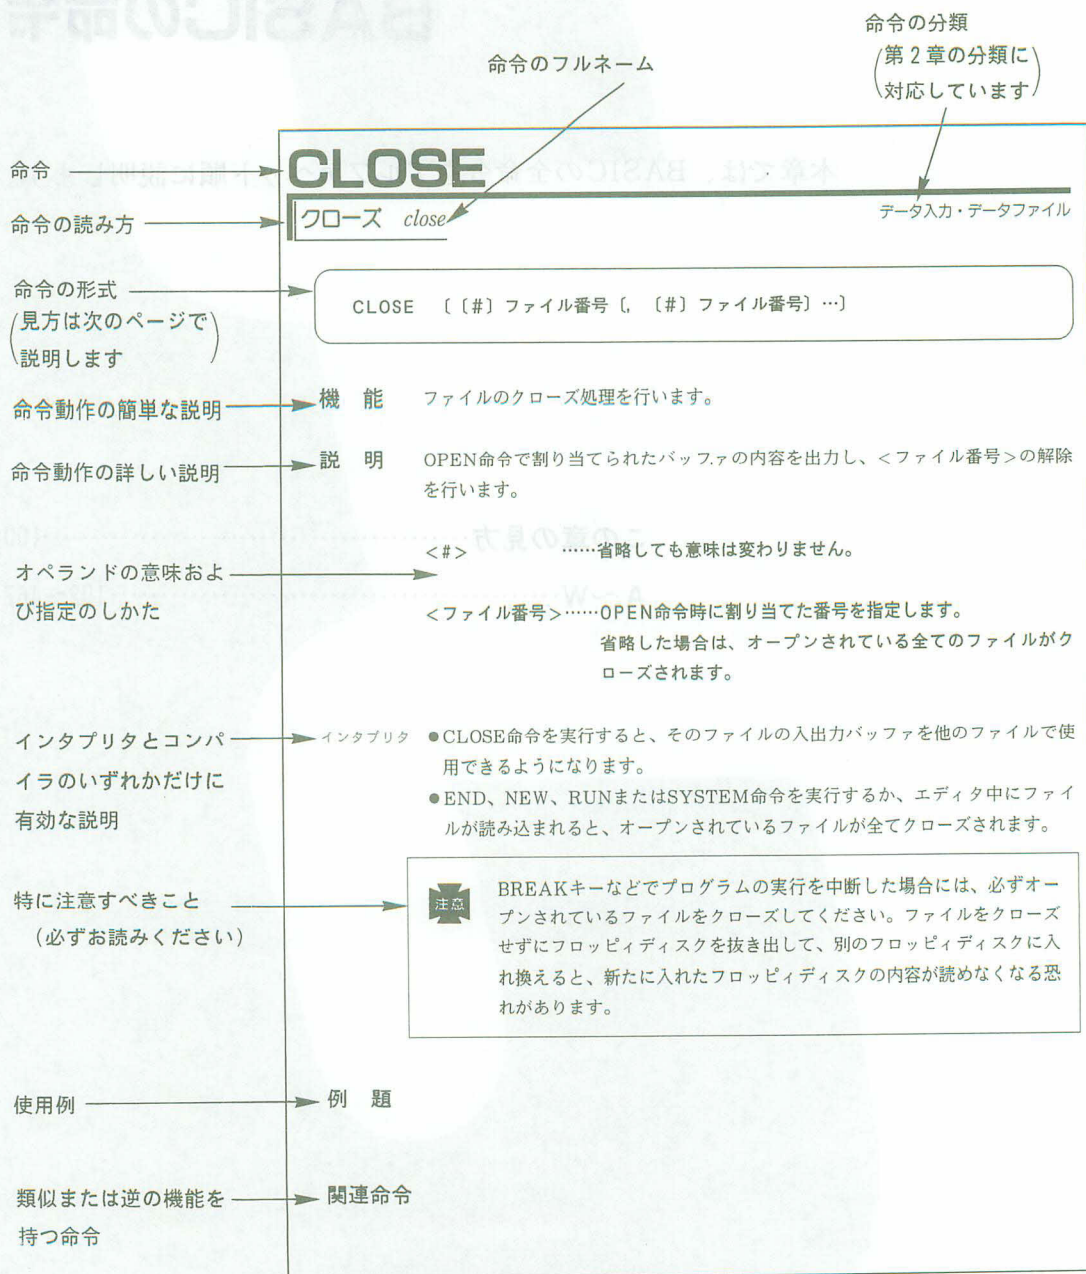 命令の分類
(第2章の分類に
対応しています)
命令のフルネーム
命令
CLOSE
命令の読み方
クローズ close
データ入力・データファイル
命令の形式
(見方は次のページで
説明します)
CLOSE 〔〔#〕ファイル番号〔, 〔#〕ファイル番号〕…〕
命令動作の簡単な説明
機 能 ファイルのクローズ処理を行います。
命令動作の詳しい説明
説 明 OPEN命令で割り当てられたバッファの内容を出力し、<ファイル番号>の解除
を行います。
オペランドの意味およ
び指定のしかた
<#> ……省略しても意味は変わりません。
<ファイル番号>……OPEN命令時に割り当てた番号を指定します。
省略した場合は、オープンされている全てのファイルがク
ローズされます。
インタプリタとコンパ
イラのいずれかだけに
有効な説明
インタプリタ ●CLOSE命令を実行すると、そのファイルの入出力バッファを他のファイルで使
用できるようになります。
●END、NEW、RUNまたはSYSTEM命令を実行するか、エディタ中にファイ
ルが読み込まれると、オープンされているファイルが全てクローズされます。
特に注意すべきこと
(必ずお読みください)
注意 BREAKキーなどでプログラムの実行を中断した場合には、必ずオー
プンされているファイルをクローズしてください。ファイルをクローズ
せずにフロッピィディスクを抜き出して、別のフロッピィディスクに入
れ換えると、新たに入れたフロッピィディスクの内容が読めなくなる恐
れがあります。
使用例
例 題
類似または逆の機能を
持つ命令
関連命令